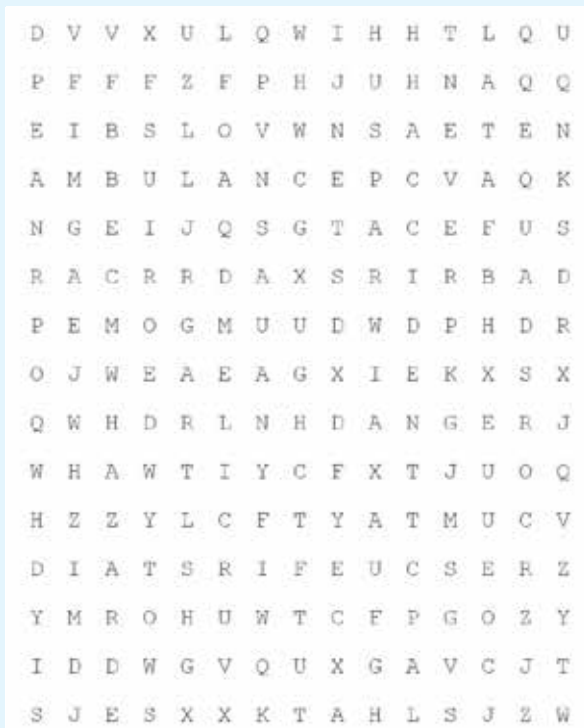 D V V X U L Q W I H H T L Q U
P F F F Z F P H J U H N A Q Q
E I B S L O V W N S A E T E N
A M B U L A N C E P C V A Q K
N G E I J Q S G T A C E F U S
R A C R R D A X S R I R B A D
P E M O G M U U D W D P H D R
O J W E A E A G X I E K X S X
Q W H D R L N H D A N G E R J
W H A W T I Y C F X T J U O Q
H Z Z Y L C F T Y A T M U C V
D I A T S R I F E U C S E R Z
Y M R O H U W T C F P G O Z Y
I D D W G V Q U X G A V C J T
S J E S X X K T A H L S J Z W